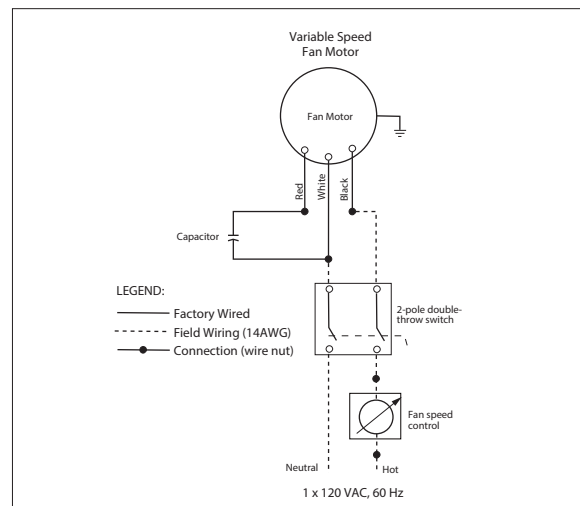 Variable Speed
Fan Motor
Fan Motor
Red
White
Black
Capacitor
LEGEND:
Factory Wired
Field Wiring (14AWG)
Connection (wire nut)
2-pole double-
throw switch
Fan speed
control
Neutral
Hot
1 x 120 VAC, 60 Hz